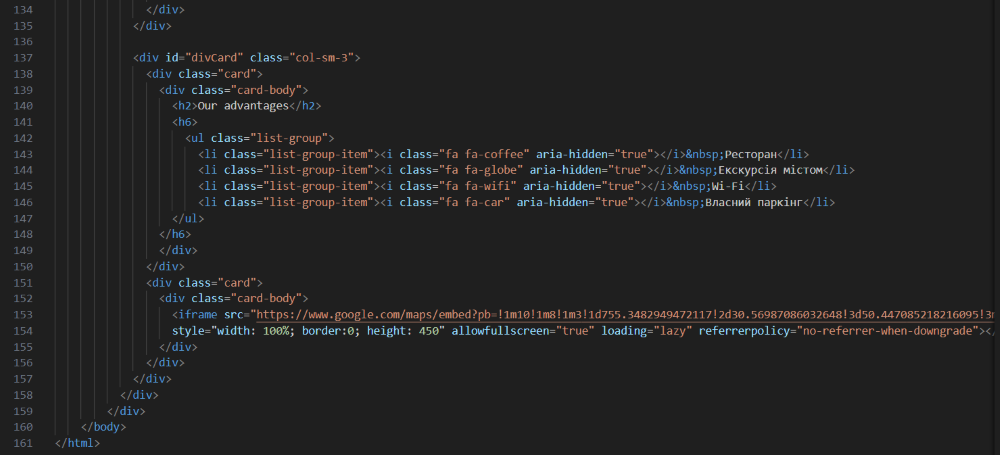 134 </div>
135 </div>
136
137 <div id="divCard" class="col-sm-3">
138 <div class="card">
139 <div class="card-body">
140 <h2>Our advantages</h2>
141 <h6>
142 <ul class="list-group">
143 <li class="list-group-item"><i class="fa fa-coffee" aria-hidden="true"></i>&nbsp;Ресторан</li>
144 <li class="list-group-item"><i class="fa fa-globe" aria-hidden="true"></i>&nbsp;Екскурсія містом</li>
145 <li class="list-group-item"><i class="fa fa-wifi" aria-hidden="true"></i>&nbsp;Wi-Fi</li>
146 <li class="list-group-item"><i class="fa fa-car" aria-hidden="true"></i>&nbsp;Власний паркінг</li>
147 </ul>
148 </h6>
149 </div>
150 </div>
151 <div class="card">
152 <div class="card-body">
153 <iframe src="https://www.google.com/maps/embed?pb=!1m10!1m8!1m3!1d755.3482949472117!2d30.56987086032648!3d50.447085218216095!3m
154 style="width: 100%; border:0; height: 450" allowfullscreen="true" loading="lazy" referrerpolicy="no-referrer-when-downgrade"></
155 </div>
156 </div>
157 </div>
158 </div>
159 </div>
160 </body>
161 </html>